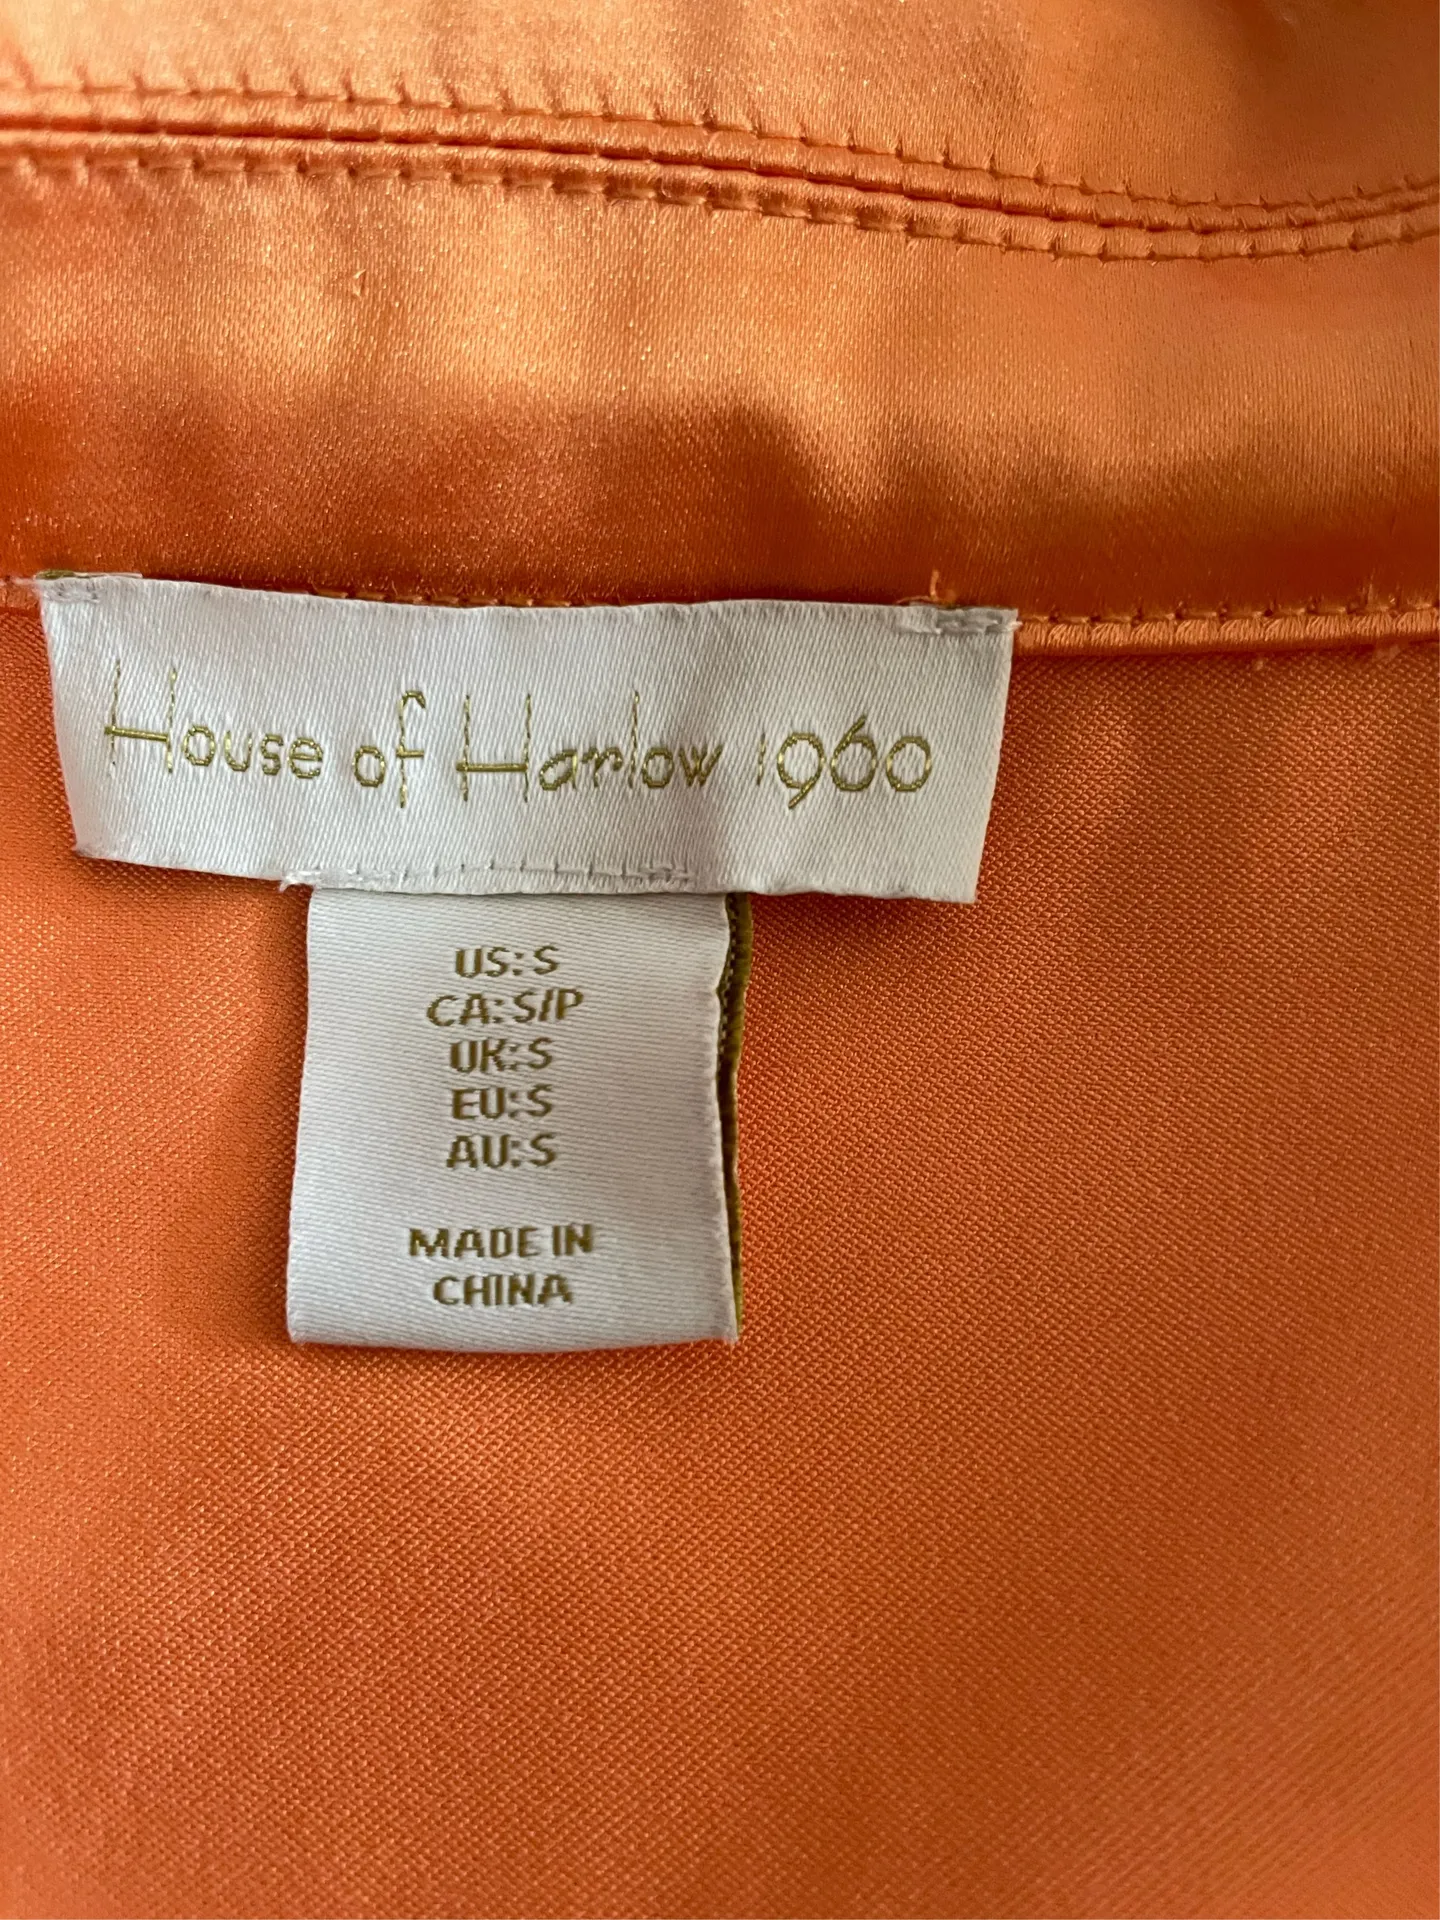 House of Harlow 1960
US: S
CA: S/P
UK: S
EU: S
AU: S
MADE IN
CHINA